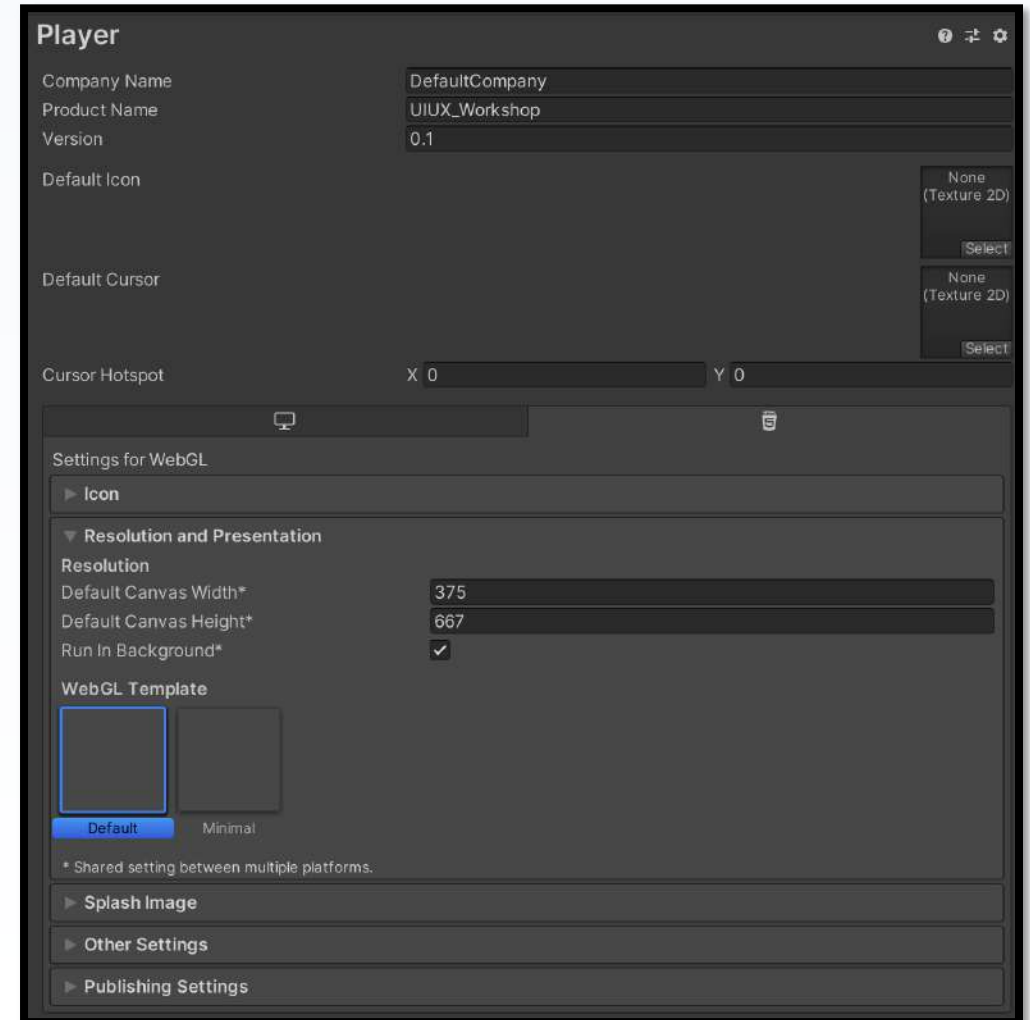 Player
Company Name DefaultCompany
Product Name UIUX_Workshop
Version 0.1
Default Icon None
(Texture 2D)
Select
Default Cursor None
(Texture 2D)
Select
Cursor Hotspot X 0 Y 0
Settings for WebGL
Icon
Resolution and Presentation
Resolution
Default Canvas Width* 375
Default Canvas Height* 667
Run In Background*
WebGL Template
Default Minimal
* Shared setting between multiple platforms.
Splash Image
Other Settings
Publishing Settings